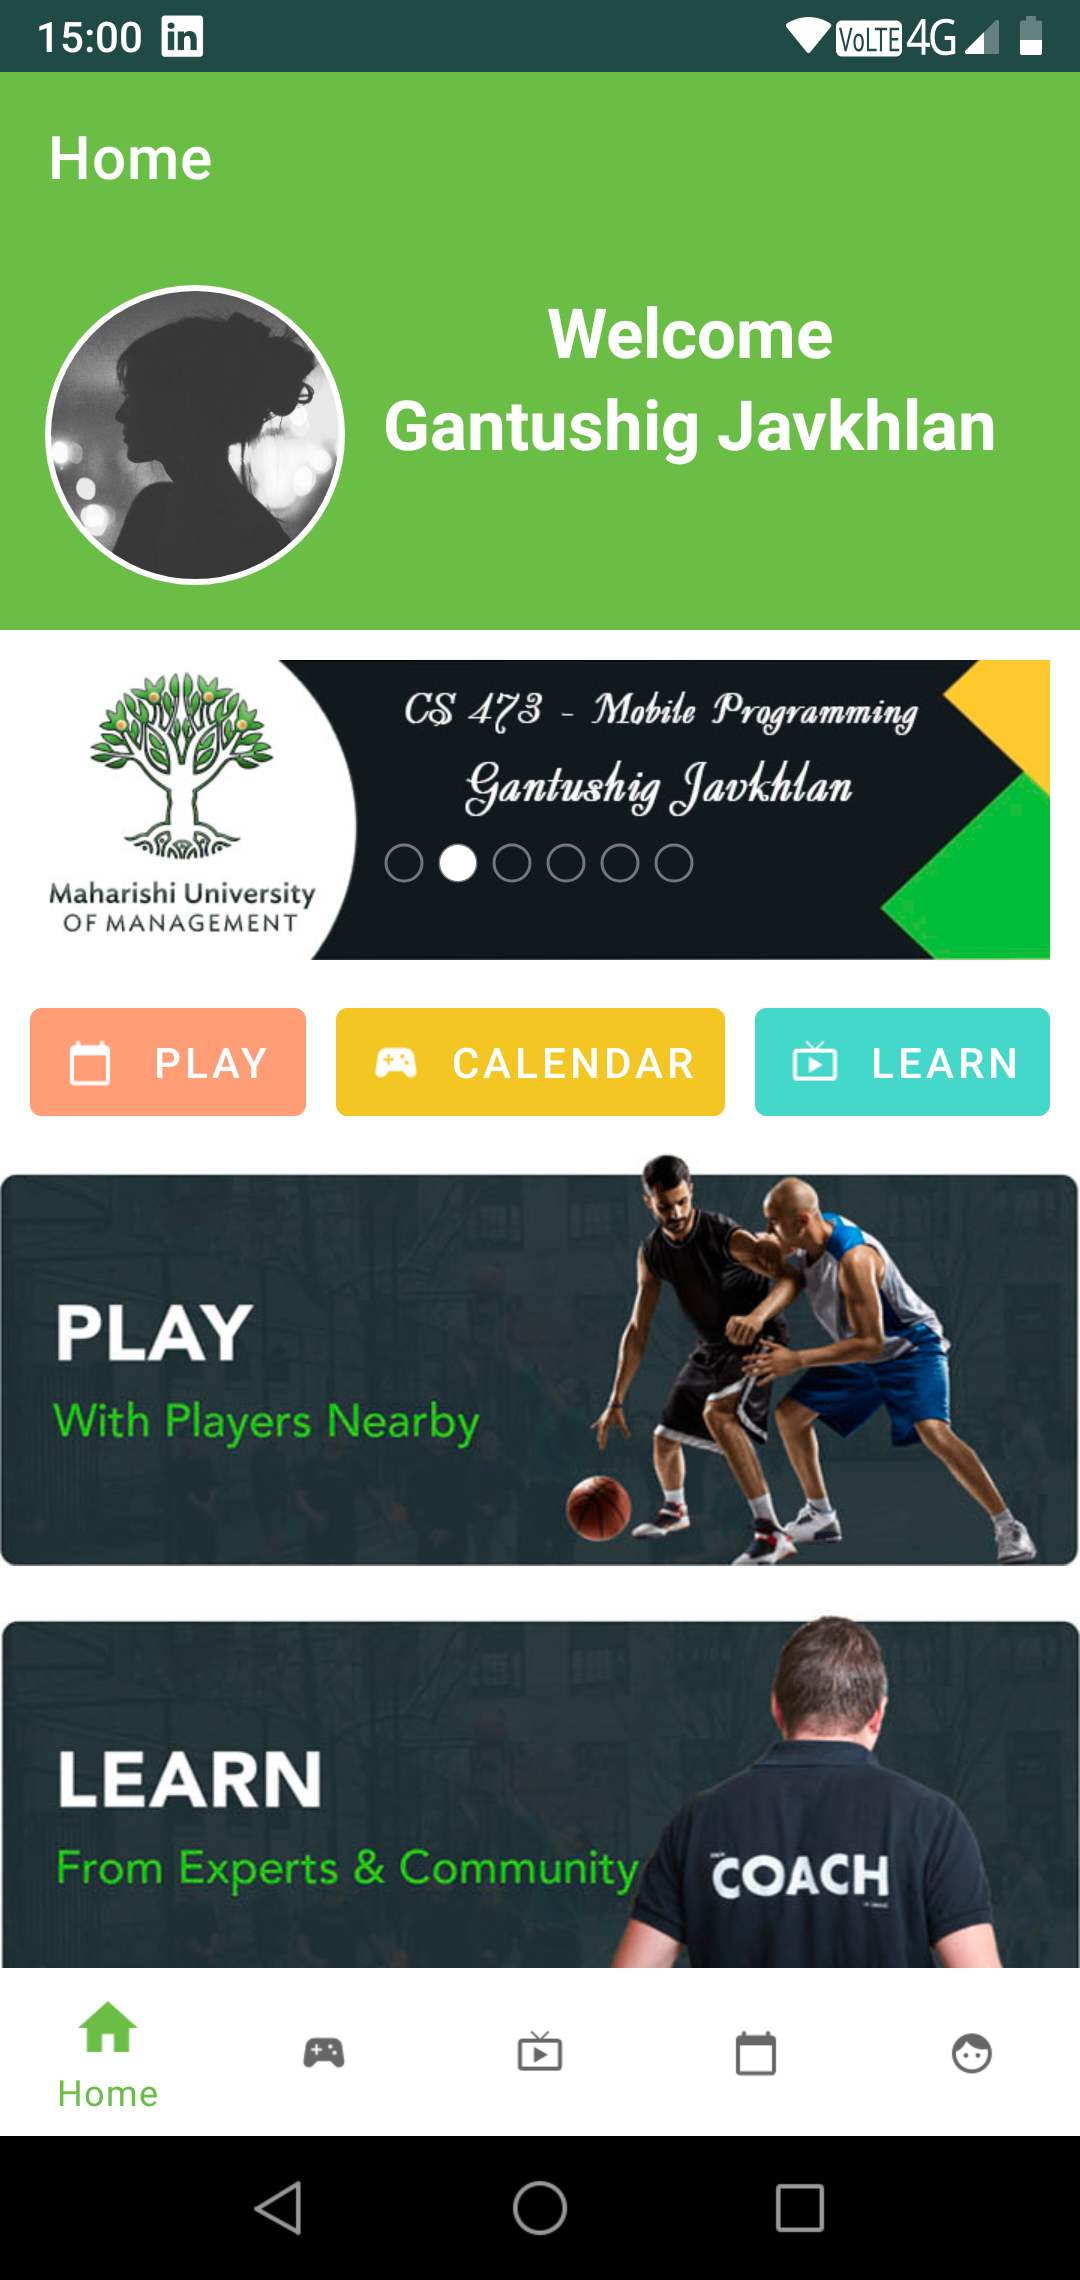 15:00 in VoLTE 4G
Home
Welcome
Gantushig Javkhlan
CS 473 - Mobile Programming
Gantushig Javkhlan
Maharishi University
OF MANAGEMENT
PLAY CALENDAR LEARN
PLAY
With Players Nearby
LEARN
From Experts & Community
COACH
Home